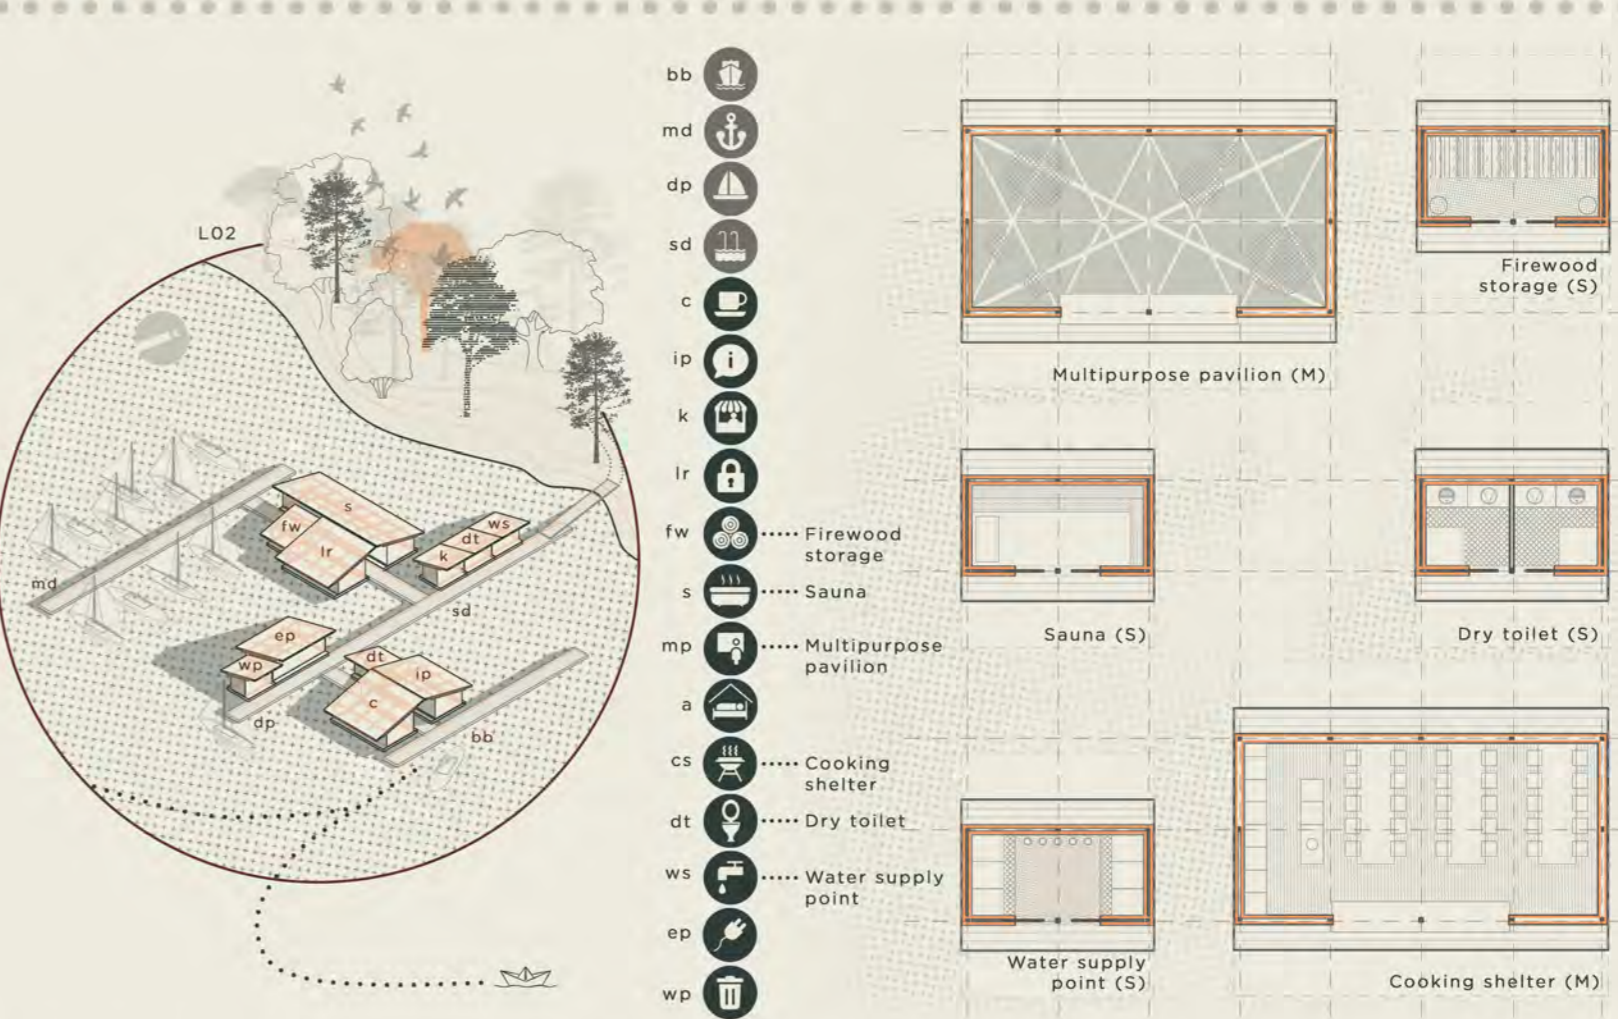 L02
s
fw
lr
ws
dt
k
md
sd
ep
wp
dt
ip
c
dp
bb
bb
md
dp
sd
c
ip
i
k
lr
fw
Firewood
storage
s
Sauna
mp
Multipurpose
pavilion
a
cs
Cooking
shelter
dt
Dry toilet
ws
Water supply
point
ep
wp
Multipurpose pavilion (M)
Firewood
storage (S)
Sauna (S)
Dry toilet (S)
Water supply
point (S)
Cooking shelter (M)